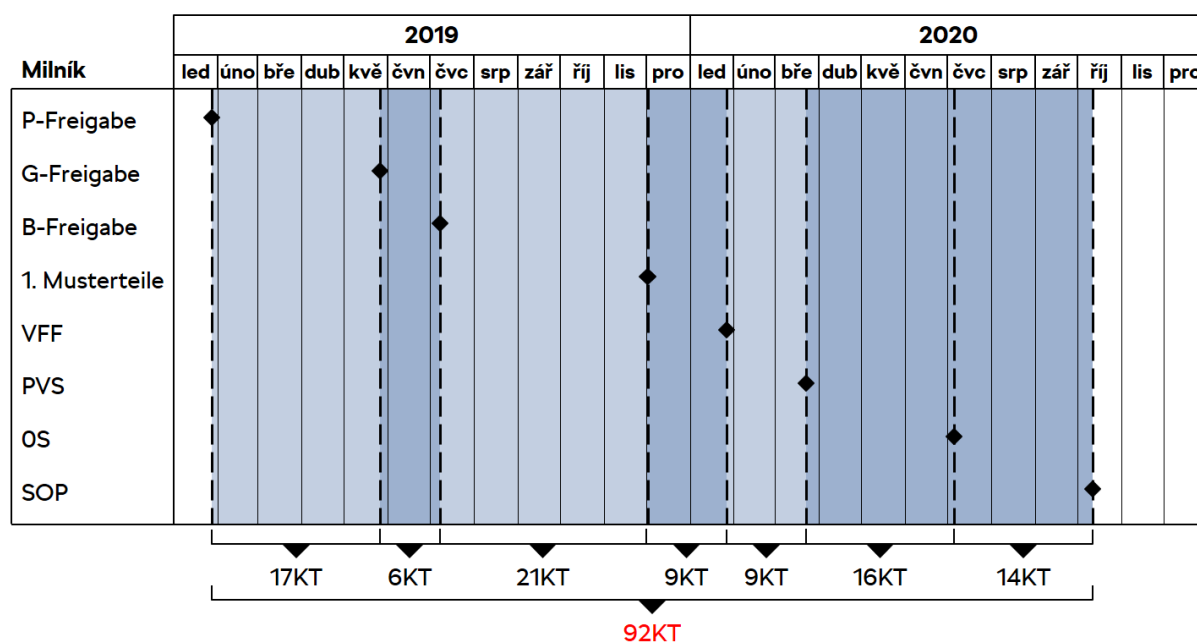 2019 2020
Milník led úno bře dub kvě čvn čvc srp zář říj lis pro led úno bře dub kvě čvn čvc srp zář říj lis pro
P-Freigabe
G-Freigabe
B-Freigabe
1. Musterteile
VFF
PVS
0S
SOP
17KT 6KT 21KT 9KT 9KT 16KT 14KT
92KT